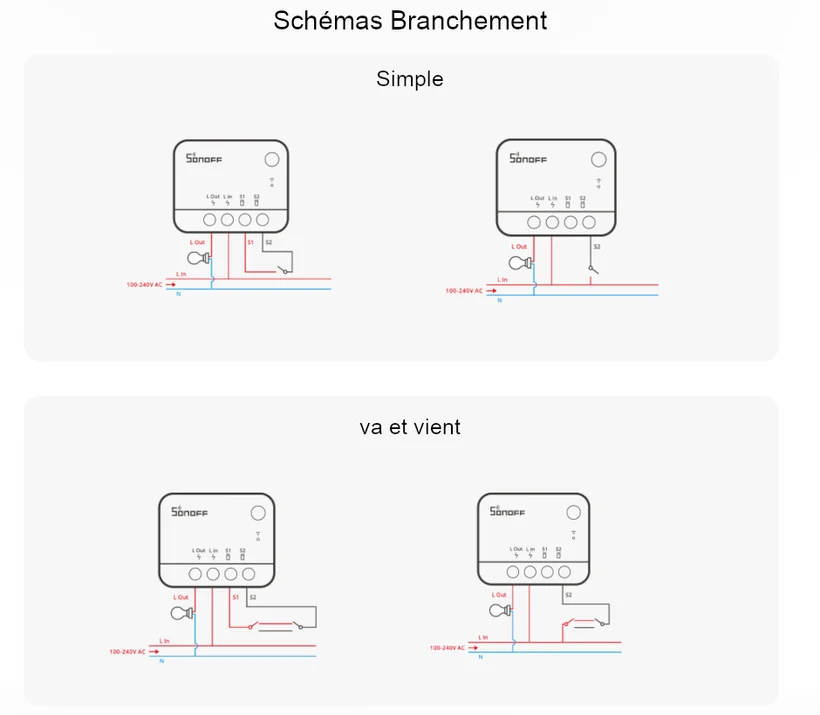 Schémas Branchement
Simple
SONOFF
L Out L In S1 S2
L Out S1 S2
L In
100-240V AC
N
SONOFF
L Out L In S1 S2
L Out S2
L In
100-240V AC
N
va et vient
SONOFF
L Out L In S1 S2
L Out S1 S2
L In
100-240V AC
N
SONOFF
L Out L In S1 S2
L Out S2
L In
100-240V AC
N